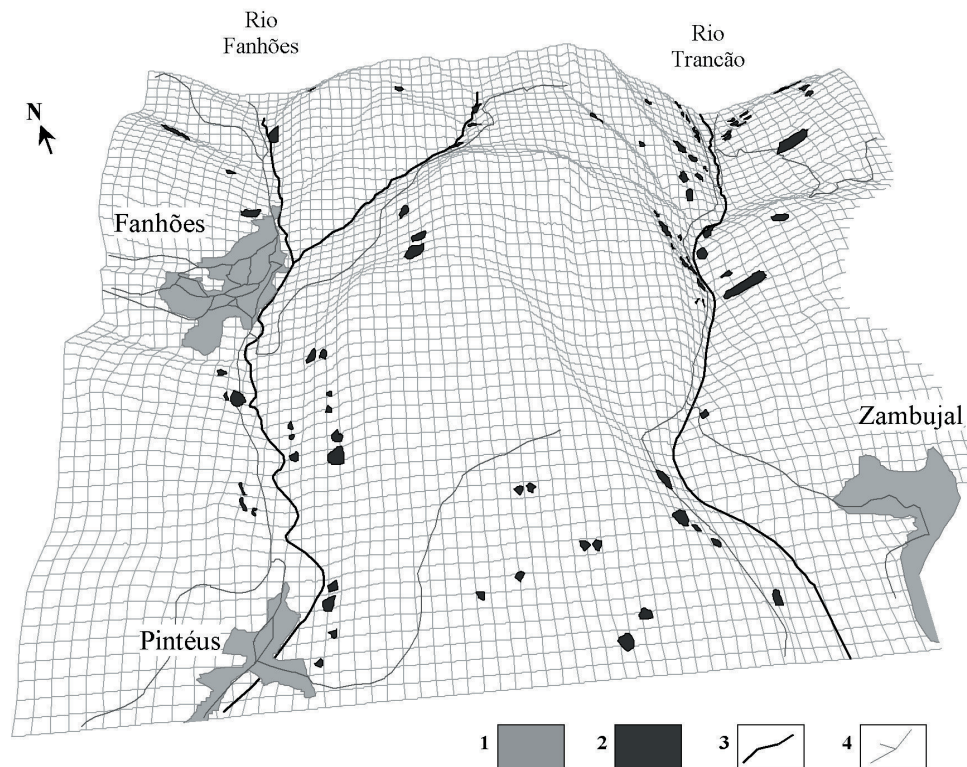 Rio
Fanhões
Rio
Trancão
N
Fanhões
Zambujal
Pintéus
1
2
3
4